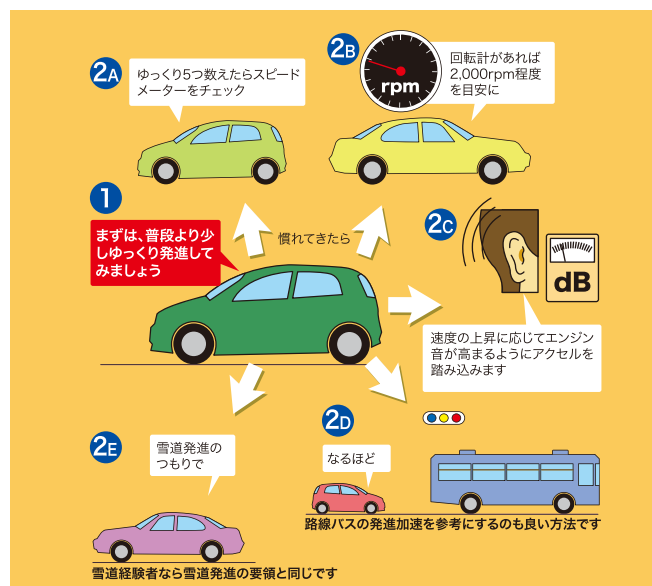 1
まずは、普段より少
しゆっくり発進して
みましょう
慣れてきたら
2A
ゆっくり5つ数えたらスピード
メーターをチェック
2B
rpm
回転計があれば
2,000rpm程度
を目安に
2C
dB
速度の上昇に応じてエンジン
音が高まるようにアクセルを
踏み込みます
2D
なるほど
路線バスの発進加速を参考にするのも良い方法です
2E
雪道発進の
つもりで
雪道経験者なら雪道発進の要領と同じです